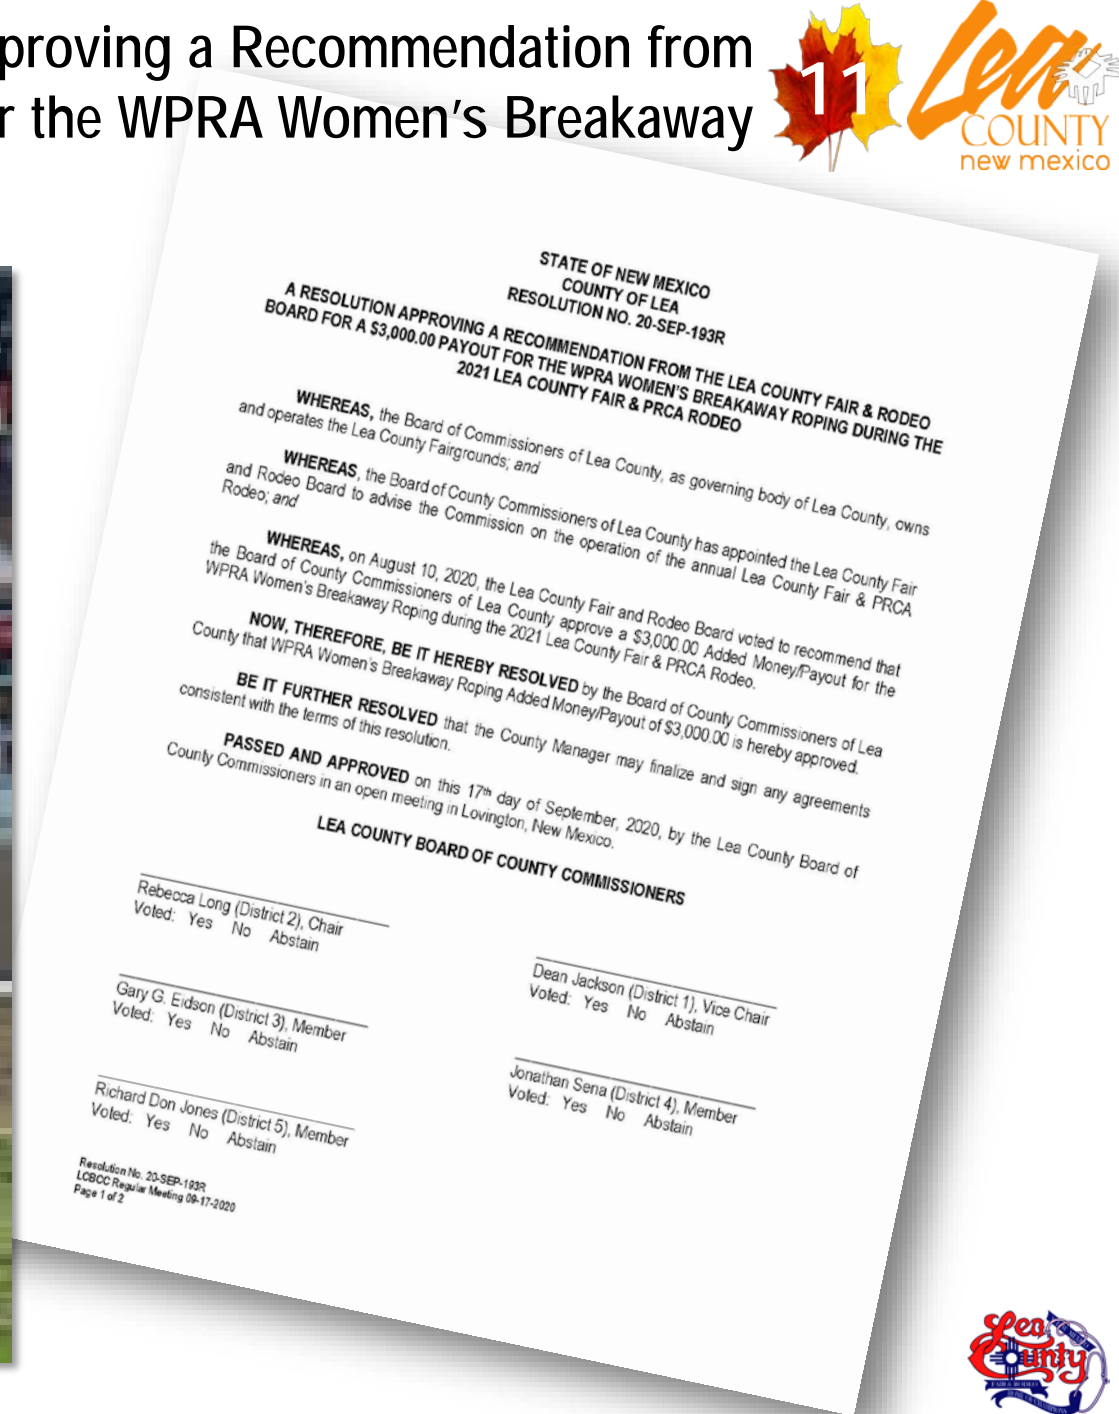 proving a Recommendation from
r the WPRA Women's Breakaway
11
Lea
COUNTY
new mexico
STATE OF NEW MEXICO
COUNTY OF LEA
RESOLUTION NO. 20-SEP-193R
A RESOLUTION APPROVING A RECOMMENDATION FROM THE LEA COUNTY FAIR & RODEO
BOARD FOR A $3,000.00 PAYOUT FOR THE WPRA WOMEN'S BREAKAWAY ROPING DURING THE
2021 LEA COUNTY FAIR & PRCA RODEO
WHEREAS, the Board of Commissioners of Lea County, as governing body of Lea County, owns
and operates the Lea County Fairgrounds; and
WHEREAS, the Board of County Commissioners of Lea County has appointed the Lea County Fair
and Rodeo Board to advise the Commission on the operation of the annual Lea County Fair & PRCA
Rodeo; and
WHEREAS, on August 10, 2020, the Lea County Fair and Rodeo Board voted to recommend that
the Board of County Commissioners of Lea County approve a $3,000.00 Added Money/Payout for the
WPRA Women's Breakaway Roping during the 2021 Lea County Fair & PRCA Rodeo.
NOW, THEREFORE, BE IT HEREBY RESOLVED by the Board of County Commissioners of Lea
County that WPRA Women's Breakaway Roping Added Money/Payout of $3,000.00 is hereby approved.
BE IT FURTHER RESOLVED that the County Manager may finalize and sign any agreements
consistent with the terms of this resolution.
PASSED AND APPROVED on this 17th day of September, 2020, by the Lea County Board of
County Commissioners in an open meeting in Lovington, New Mexico.
LEA COUNTY BOARD OF COUNTY COMMISSIONERS
Rebecca Long (District 2), Chair
Voted: Yes No Abstain
Dean Jackson (District 1), Vice Chair
Voted: Yes No Abstain
Gary G. Eidson (District 3), Member
Voted: Yes No Abstain
Jonathan Sena (District 4), Member
Voted: Yes No Abstain
Richard Don Jones (District 5), Member
Voted: Yes No Abstain
Resolution No. 20-SEP-193R
LCBCC Regular Meeting 09-17-2020
Page 1 of 2
Lea
County